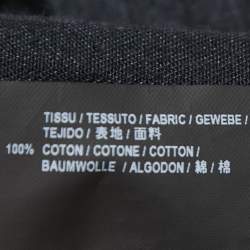 TISSU / TESSUTO / FABRIC / GEWEBE /
TEJIDO / 表地 / 面料
100% COTON / COTONE / COTTON /
BAUMWOLLE / ALGODON / 綿 / 棉